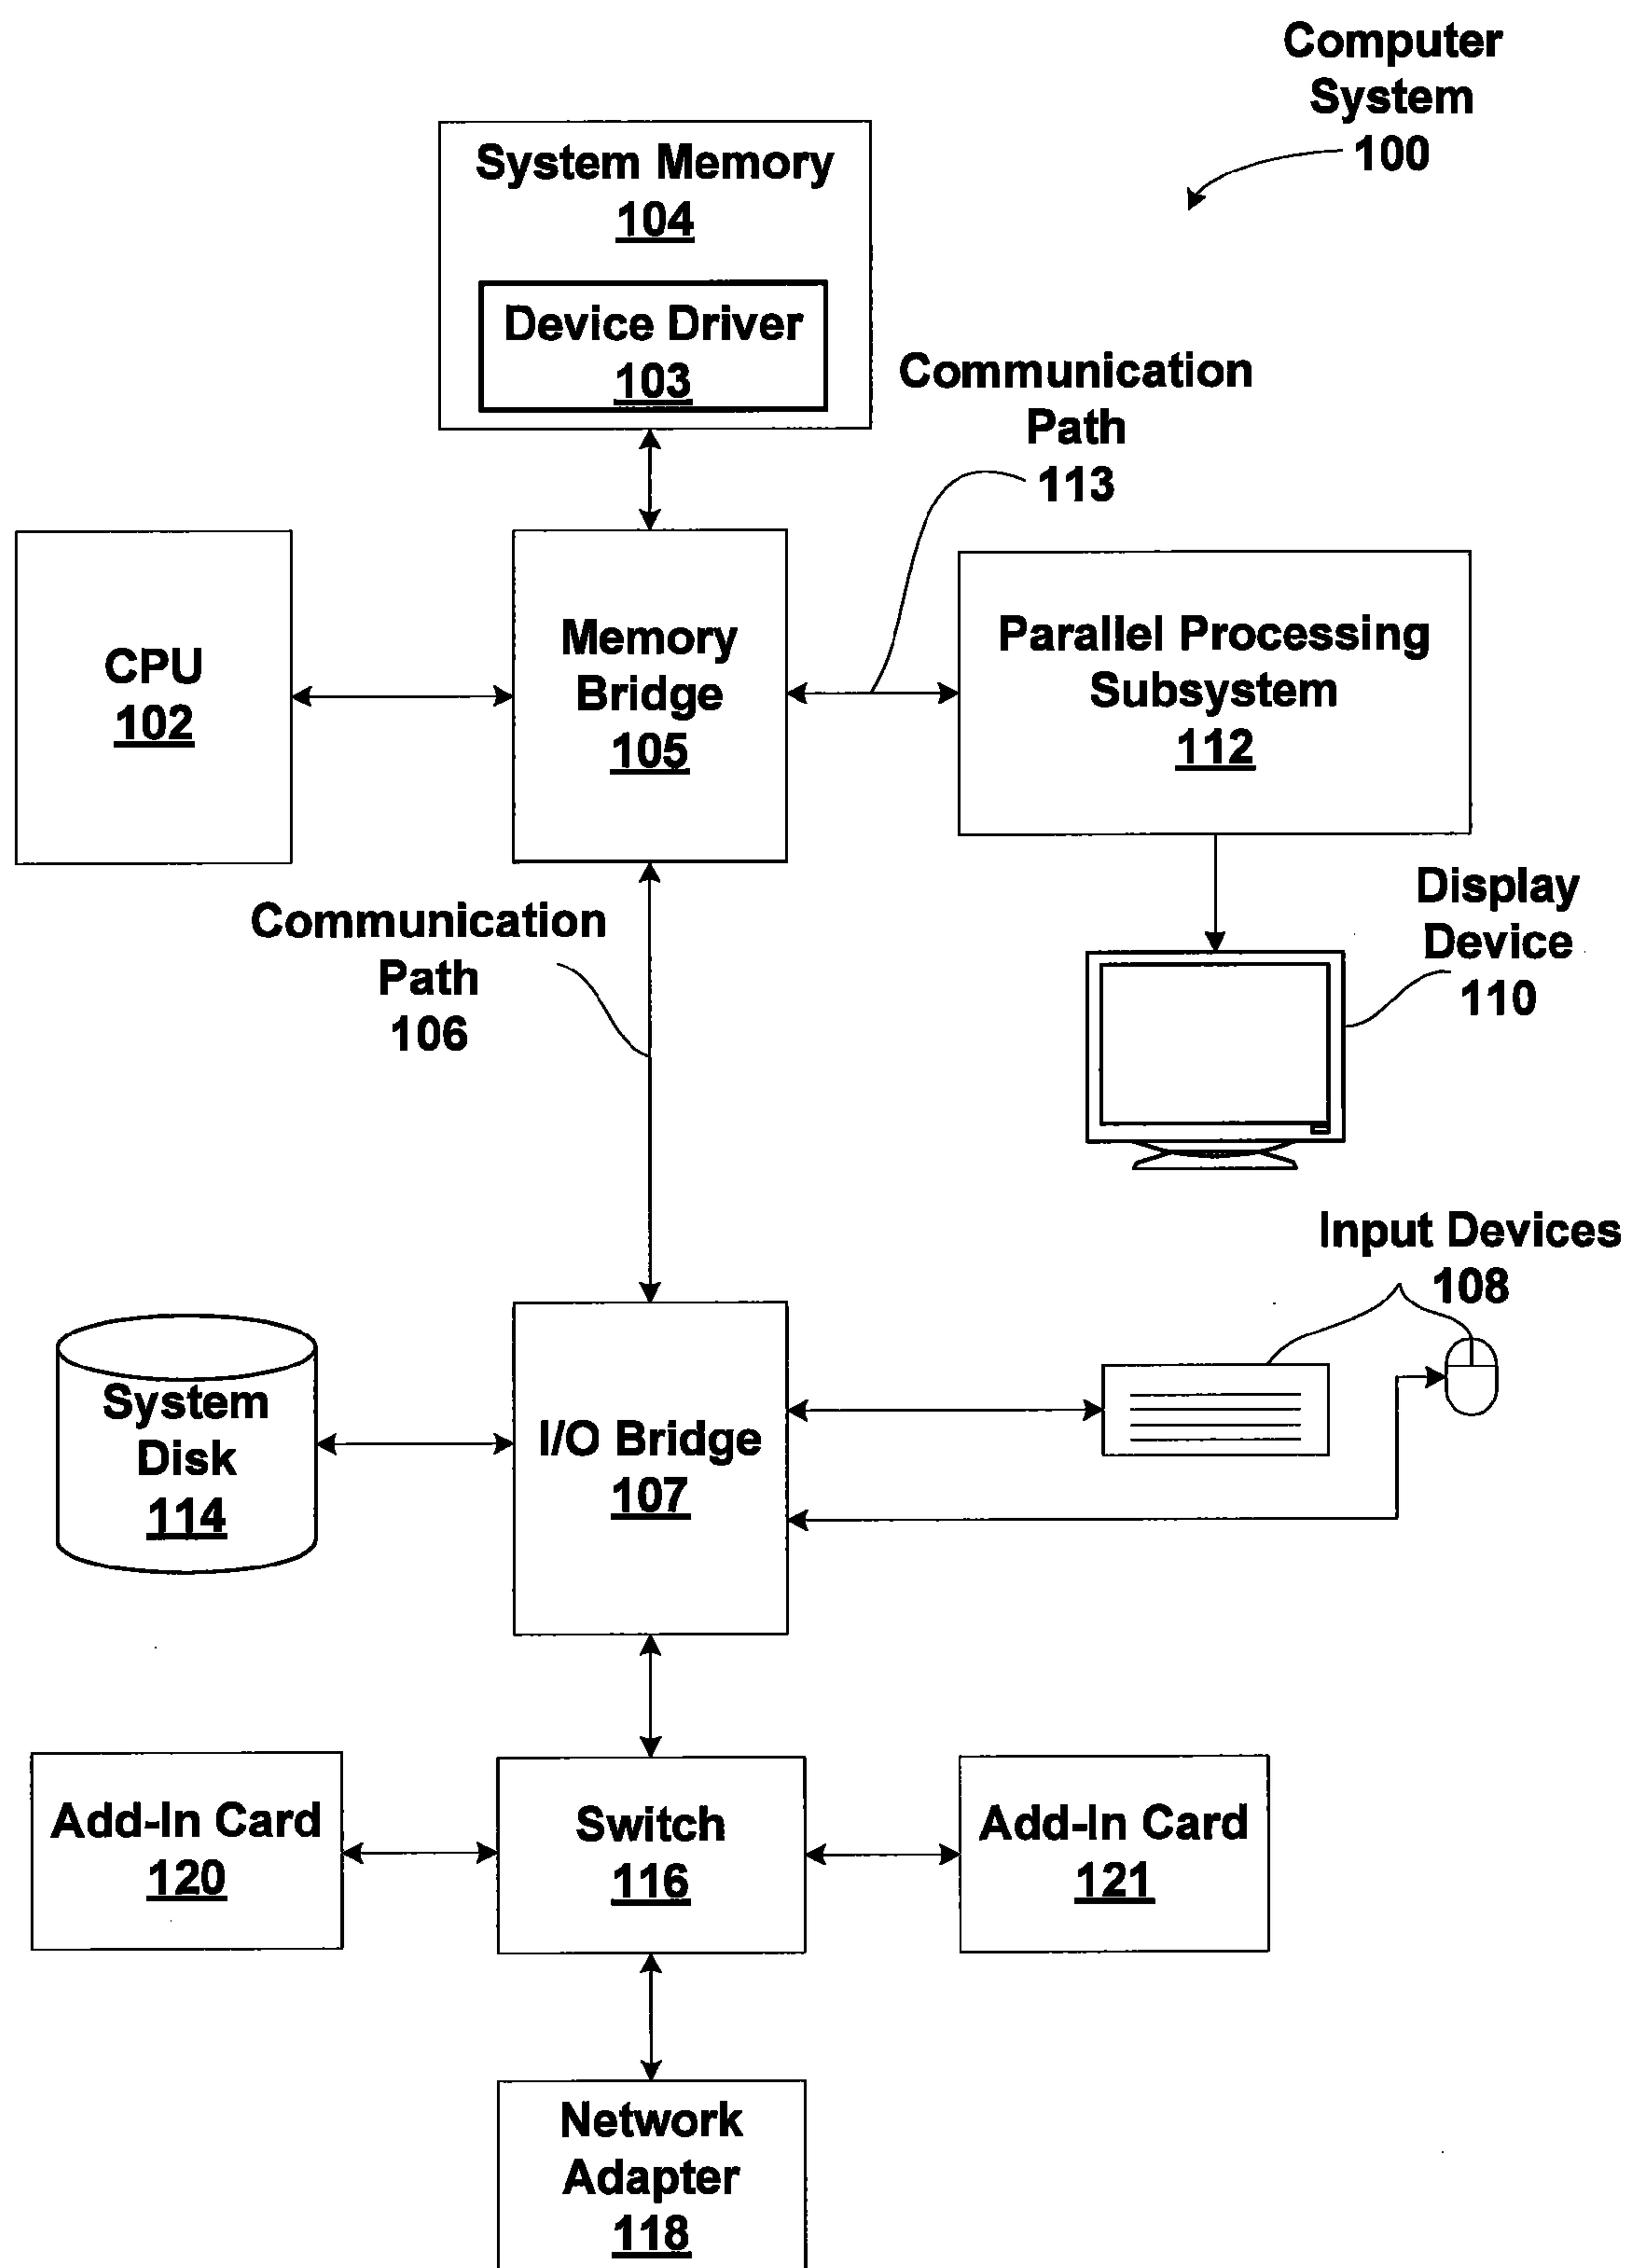 Computer
System
100
System Memory
104
Device Driver
103
Communication
Path
113
CPU
102
Memory
Bridge
105
Parallel Processing
Subsystem
112
Communication
Path
106
Display
Device
110
Input Devices
108
System
Disk
114
I/O Bridge
107
Add-In Card
120
Switch
116
Add-In Card
121
Network
Adapter
118